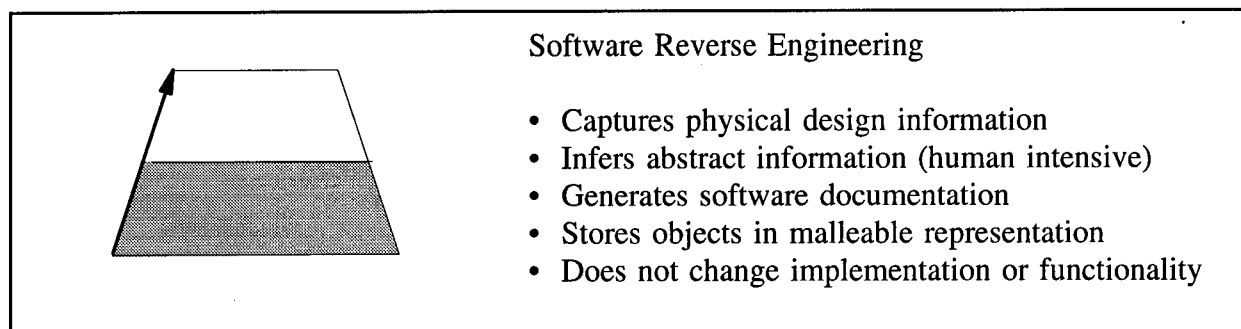 Software Reverse Engineering
• Captures physical design information
• Infers abstract information (human intensive)
• Generates software documentation
• Stores objects in malleable representation
• Does not change implementation or functionality